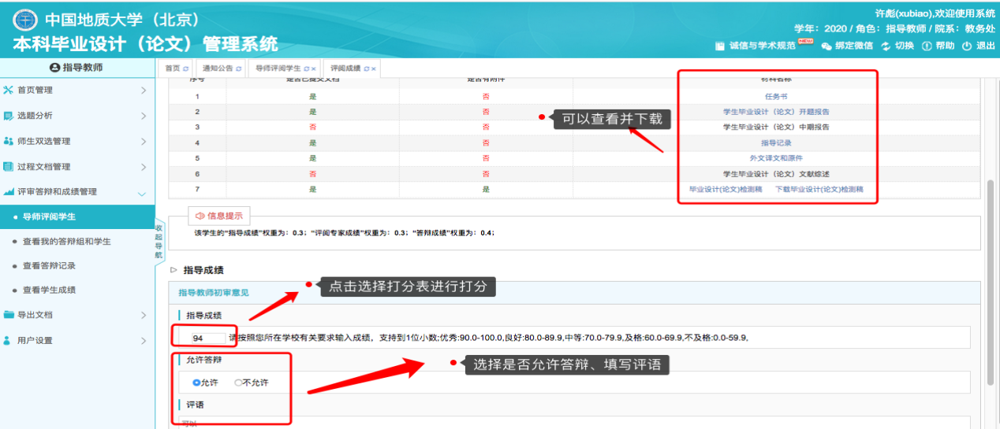 中国地质大学（北京）
许彪(xubiao),欢迎使用系统
学年：2020 / 角色：指导教师 / 院系：教务处
本科毕业设计（论文）管理系统
诚信与学术规范 NEW 绑定微信 切换 帮助 退出
指导教师
首页 通知公告 导师评阅学生 评阅成绩
首页管理
选题分析
师生双选管理
过程文档管理
评审答辩和成绩管理
导师评阅学生
查看我的答辩组和学生
查看答辩记录
查看学生成绩
导出文档
用户设置
收起导航
序号 是否已提交文档 是否有附件 材料名称
1 是 否 任务书
2 是 否 学生毕业设计（论文）开题报告
可以查看并下载
3 否 否 学生毕业设计（论文）中期报告
4 是 否 指导记录
5 是 否 外文译文和原件
6 否 否 学生毕业设计（论文）文献综述
7 是 是 毕业设计(论文)检测稿 下载毕业设计(论文)检测稿
信息提示
该学生的“指导成绩”权重为：0.3；“评阅专家成绩”权重为：0.3；“答辩成绩”权重为：0.4；
指导成绩
点击选择打分表进行打分
指导教师初审意见
指导成绩
94 请按照您所在学校有关要求输入成绩，支持到1位小数;优秀:90.0-100.0,良好:80.0-89.9,中等:70.0-79.9,及格:60.0-69.9,不及格:0.0-59.9,
允许答辩
选择是否允许答辩、填写评语
允许 不允许
评语
可以